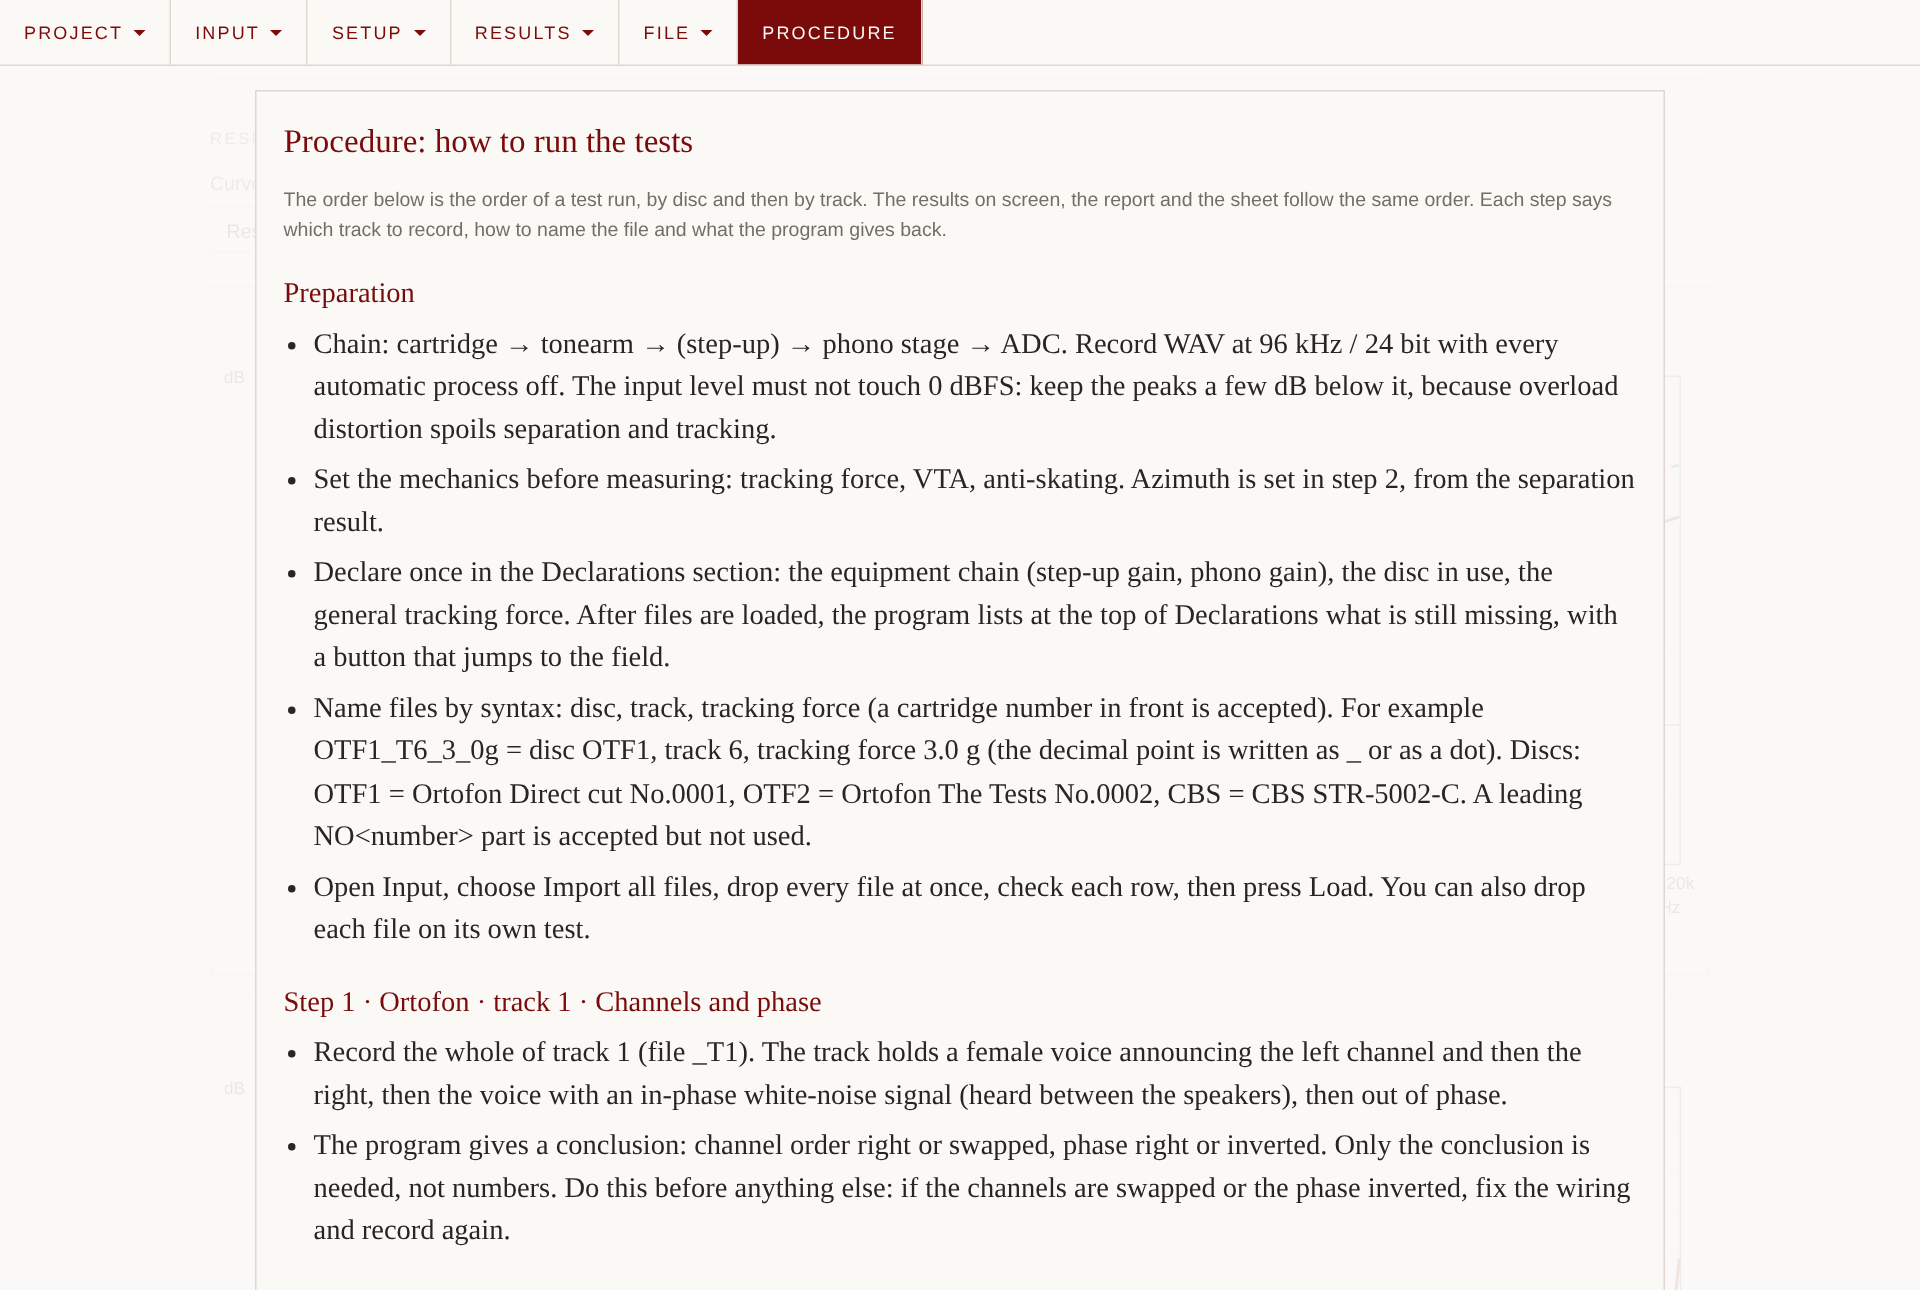 PROJECT
INPUT
SETUP
RESULTS
FILE
PROCEDURE
Procedure: how to run the tests
The order below is the order of a test run, by disc and then by track. The results on screen, the report and the sheet follow the same order. Each step says
which track to record, how to name the file and what the program gives back.
Preparation
• Chain: cartridge → tonearm → (step-up) → phono stage → ADC. Record WAV at 96 kHz / 24 bit with every
automatic process off. The input level must not touch 0 dBFS: keep the peaks a few dB below it, because overload
distortion spoils separation and tracking.
• Set the mechanics before measuring: tracking force, VTA, anti-skating. Azimuth is set in step 2, from the separation
result.
• Declare once in the Declarations section: the equipment chain (step-up gain, phono gain), the disc in use, the
general tracking force. After files are loaded, the program lists at the top of Declarations what is still missing, with
a button that jumps to the field.
• Name files by syntax: disc, track, tracking force (a cartridge number in front is accepted). For example
OTF1_T6_3_0g = disc OTF1, track 6, tracking force 3.0 g (the decimal point is written as _ or as a dot). Discs:
OTF1 = Ortofon Direct cut No.0001, OTF2 = Ortofon The Tests No.0002, CBS = CBS STR-5002-C. A leading
NO<number> part is accepted but not used.
• Open Input, choose Import all files, drop every file at once, check each row, then press Load. You can also drop
each file on its own test.
Step 1 · Ortofon · track 1 · Channels and phase
• Record the whole of track 1 (file _T1). The track holds a female voice announcing the left channel and then the
right, then the voice with an in-phase white-noise signal (heard between the speakers), then out of phase.
• The program gives a conclusion: channel order right or swapped, phase right or inverted. Only the conclusion is
needed, not numbers. Do this before anything else: if the channels are swapped or the phase inverted, fix the wiring
and record again.
dB
20k
dB